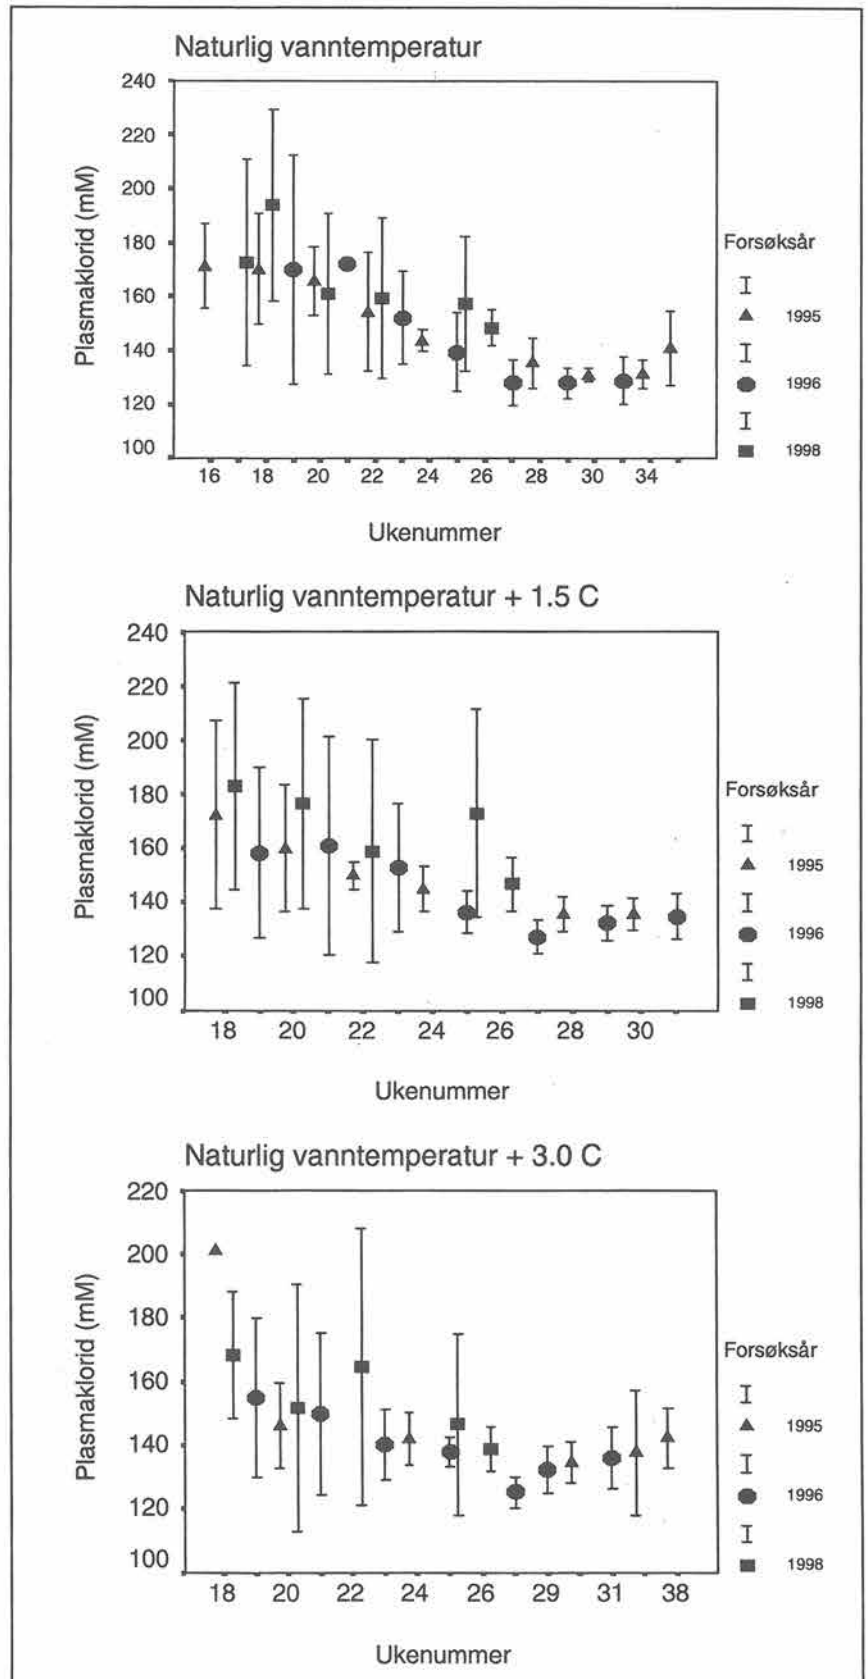 Naturlig vanntemperatur
240
220
200
180
160
140
120
100
Plasmaklorid (mM)
16 18 20 22 24 26 28 30 34
Ukenummer
Forsøksår
1995
1996
1998
Naturlig vanntemperatur + 1.5 C
240
220
200
180
160
140
120
100
Plasmaklorid (mM)
18 20 22 24 26 28 30
Ukenummer
Forsøksår
1995
1996
1998
Naturlig vanntemperatur + 3.0 C
220
200
180
160
140
120
100
Plasmaklorid (mM)
18 20 22 24 26 29 31 38
Ukenummer
Forsøksår
1995
1996
1998